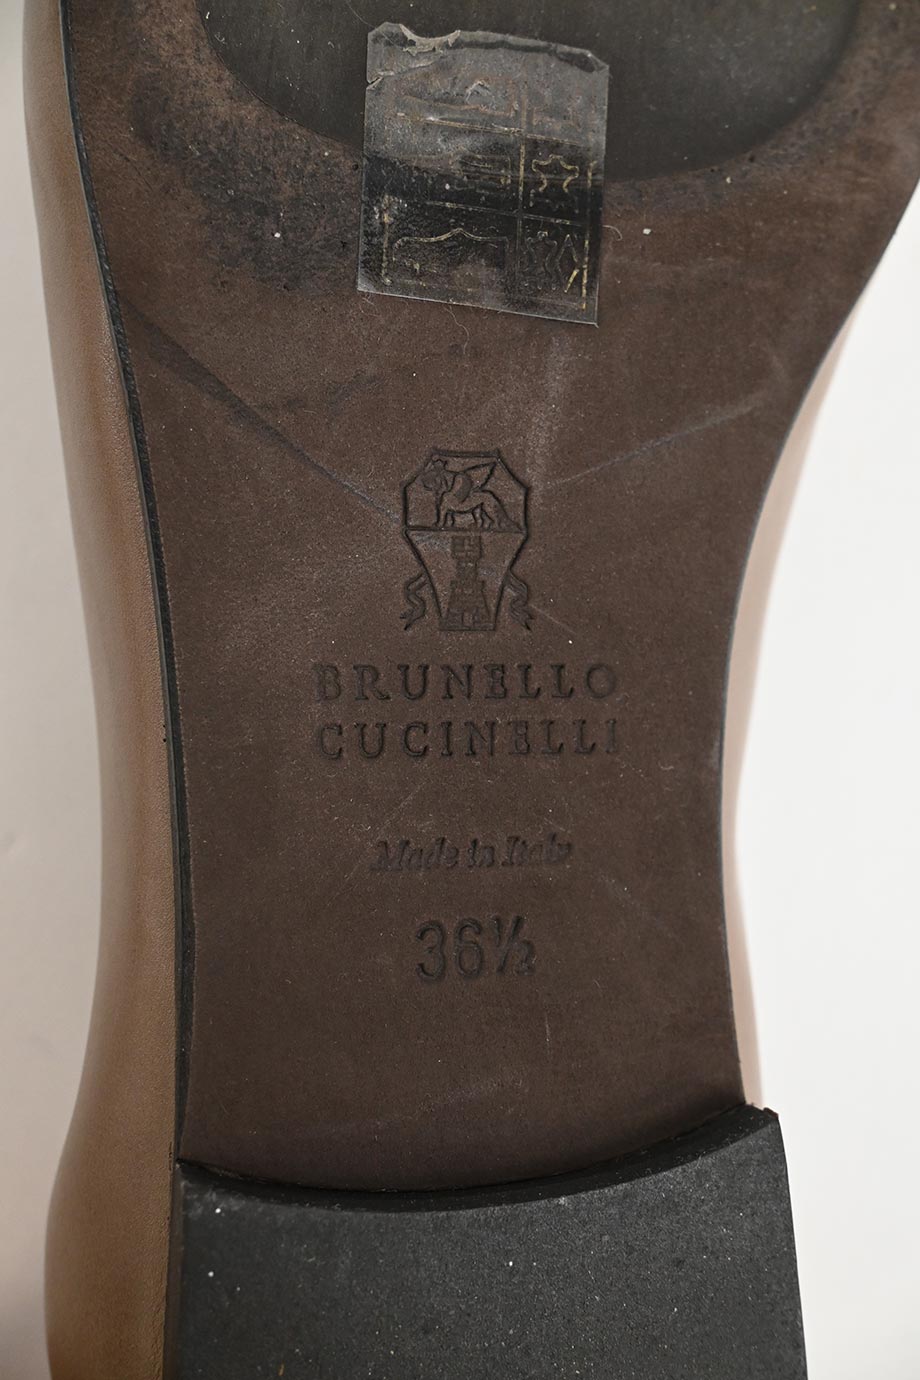 BRUNELLO
CUCINELLI
Made in Italy
36½